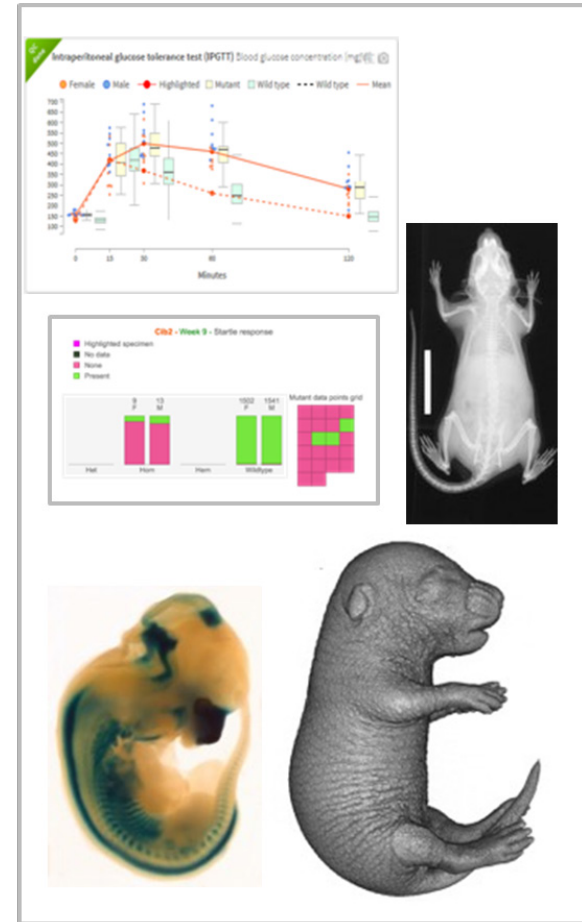 QC done
Intraperitoneal glucose tolerance test (IPGTT) Blood glucose concentration
Female Male Highlighted Mutant Wild type Wild type Mean
700
650
600
550
500
450
400
350
300
250
200
150
100
0 15 30 60 120
Minutes
Cib2 - Week 9 - Startle response
Highlighted specimen
No data
None
Present
9 13 1502 1541 Mutant data points grid
F M F M
Het Hom Hem Wildtype